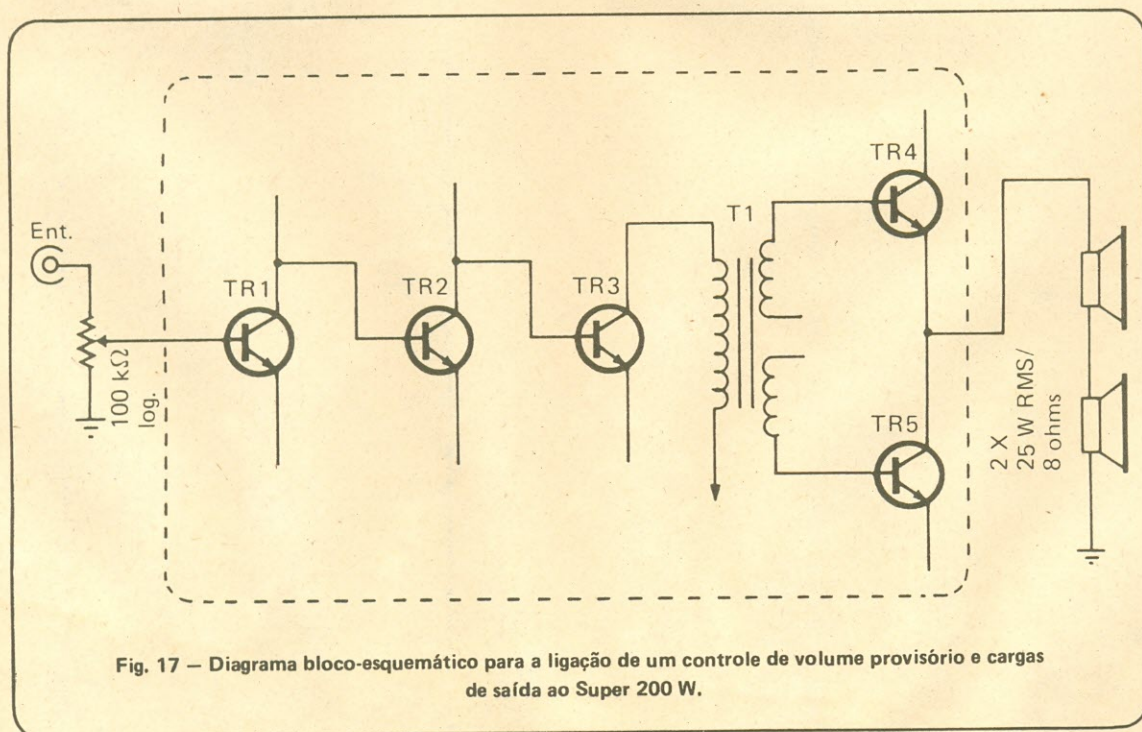 Ent.
100 kΩ
log.
TR1
TR2
TR3
T1
TR4
TR5
2 X
25 W RMS/
8 ohms
Fig. 17 — Diagrama bloco-esquemático para a ligação de um controle de volume provisório e cargas
de saída ao Super 200 W.